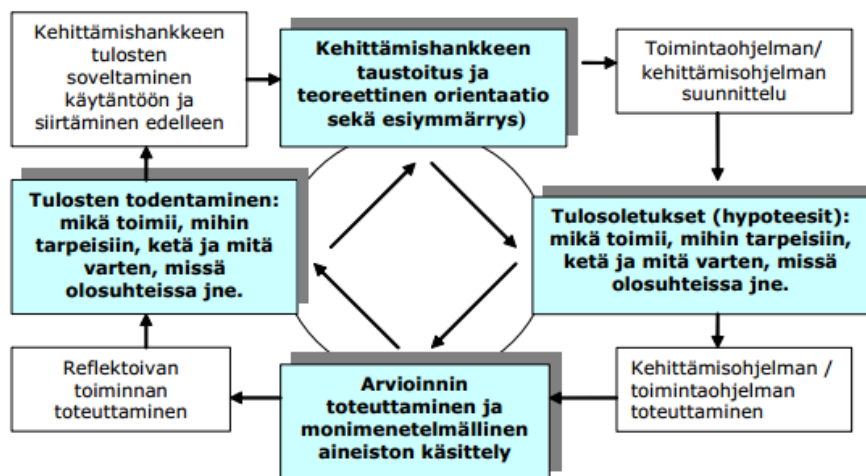 Kehittämishankkeen
tulosten
soveltaminen
käytäntöön ja
siirtäminen edelleen
Kehittämishankkeen
taustoitus ja
teoreettinen orientaatio
sekä esiymmärrys)
Toimintaohjelman/
kehittämisohjelman
suunnittelu
Tulosten todentaminen:
mikä toimii, mihin
tarpeisiin, ketä ja mitä
varten, missä
olosuhteissa jne.
Tulosoletukset (hypoteesit):
mikä toimii, mihin tarpeisiin,
ketä ja mitä varten, missä
olosuhteissa jne.
Reflektoivan
toiminnan
toteuttaminen
Arvioinnin
toteuttaminen ja
monimenetelmällinen
aineiston käsittely
Kehittämisohjelman /
toimintaohjelman
toteuttaminen